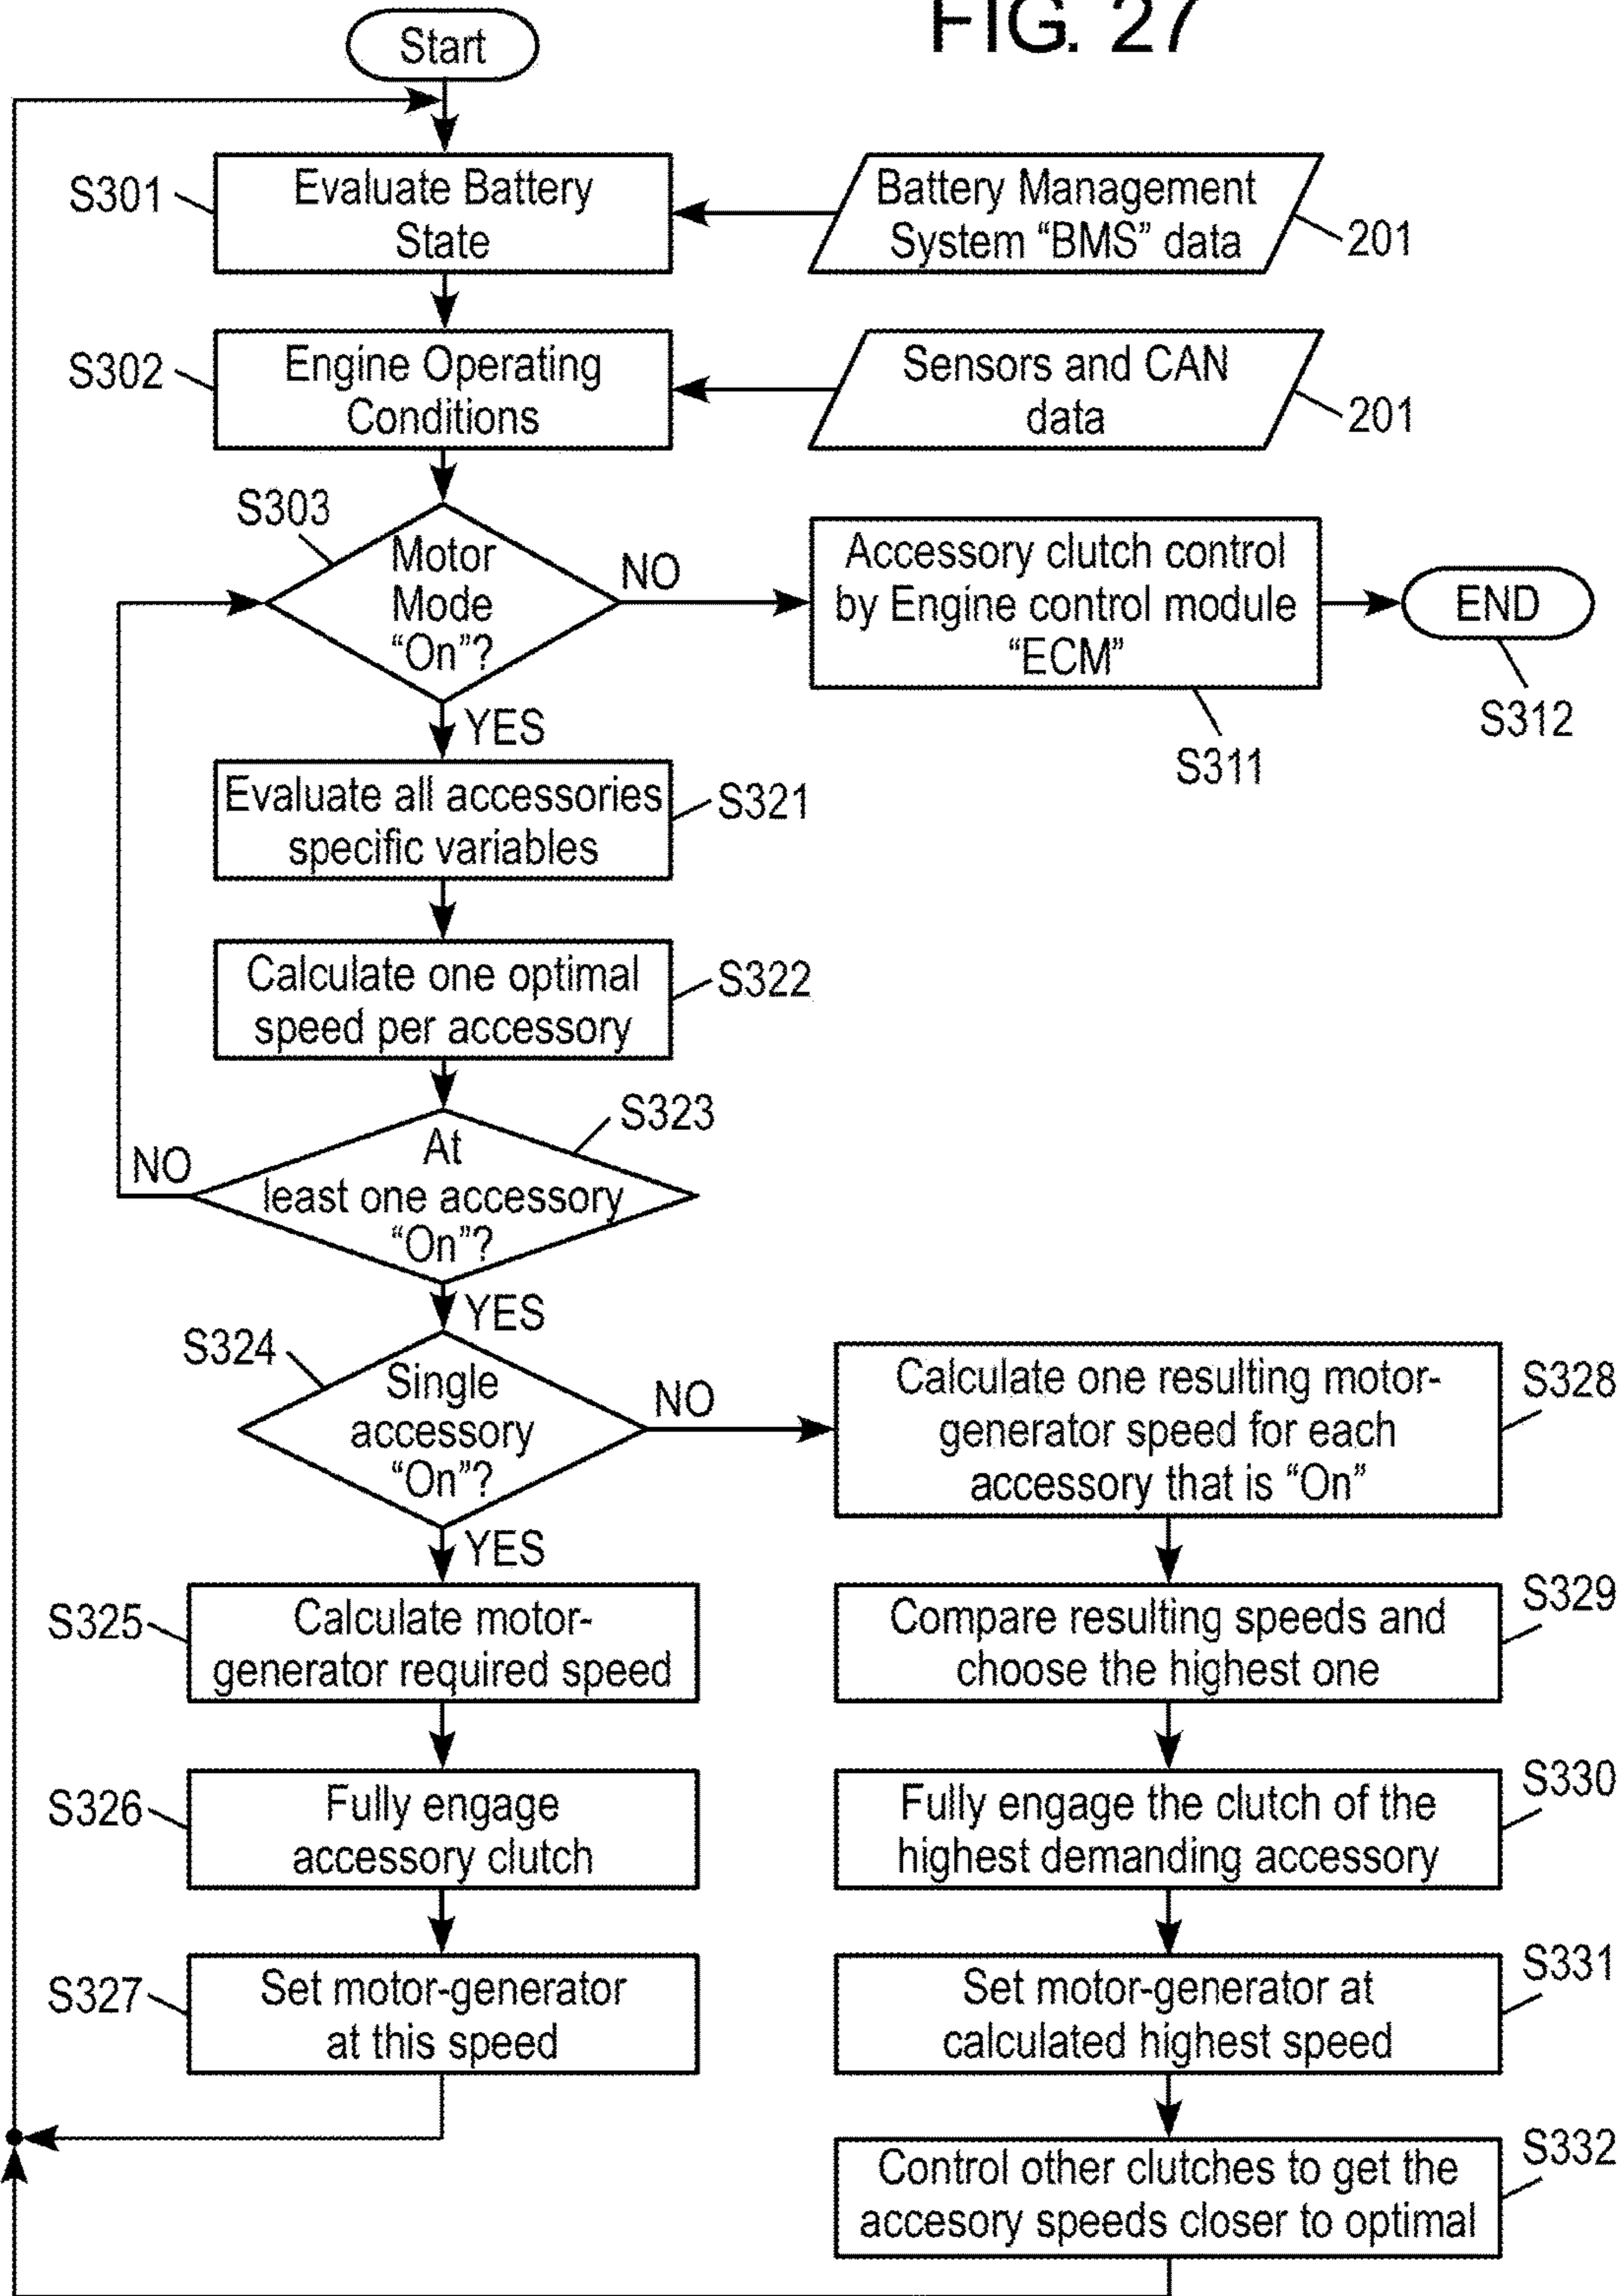 FIG. 27
Start
S301
Evaluate Battery
State
Battery Management
System “BMS” data
201
S302
Engine Operating
Conditions
Sensors and CAN
data
201
S303
Motor
Mode
“On”?
NO
Accessory clutch control
by Engine control module
“ECM”
END
S312
S311
YES
Evaluate all accessories
specific variables
S321
Calculate one optimal
speed per accessory
S322
S323
At
least one accessory
“On”?
NO
YES
S324
Single
accessory
“On”?
NO
Calculate one resulting motor-
generator speed for each
accessory that is “On”
S328
YES
S325
Calculate motor-
generator required speed
Compare resulting speeds and
choose the highest one
S329
S326
Fully engage
accessory clutch
Fully engage the clutch of the
highest demanding accessory
S330
S327
Set motor-generator
at this speed
Set motor-generator at
calculated highest speed
S331
Control other clutches to get the
accesory speeds closer to optimal
S332